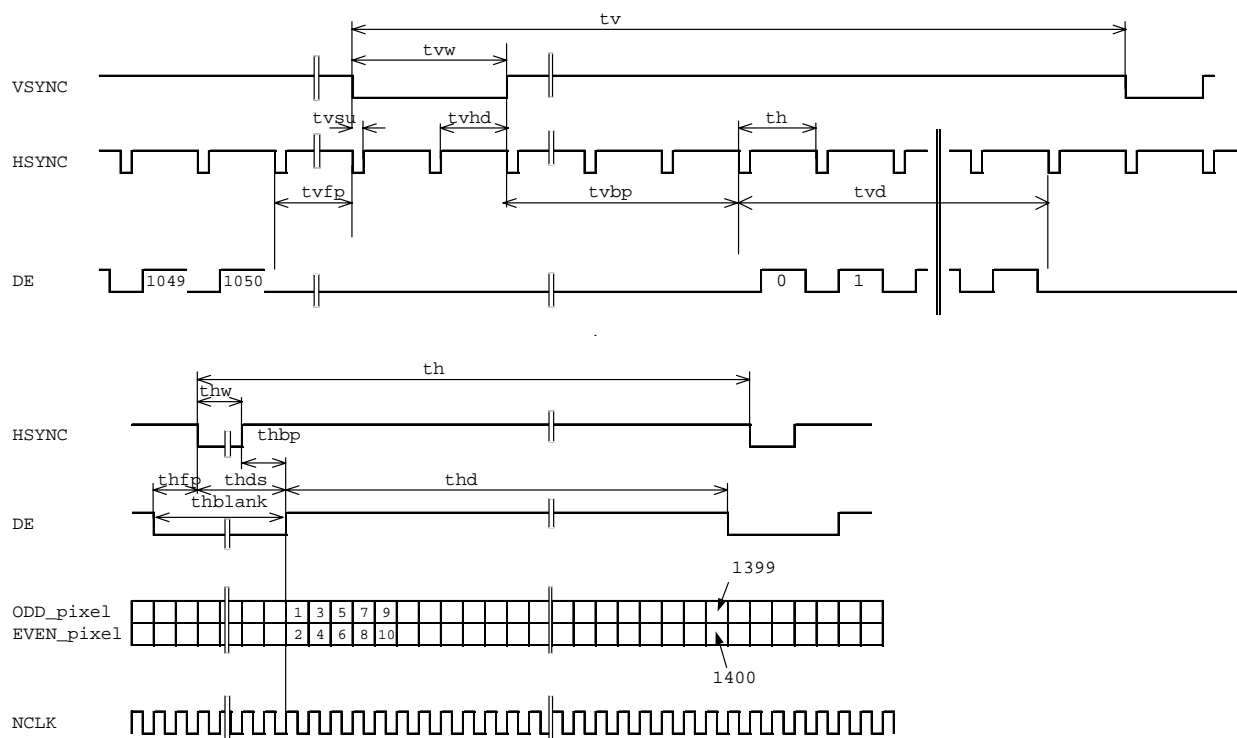 tv
tvw
VSYNC
tvsu
tvhd
th
HSYNC
tvfp
tvbp
tvd
DE
1049
1050
0
1
th
thw
HSYNC
thbp
thfp
thds
thd
thblank
DE
1399
ODD_pixel
1 3 5 7 9
EVEN_pixel
2 4 6 8 10
1400
NCLK